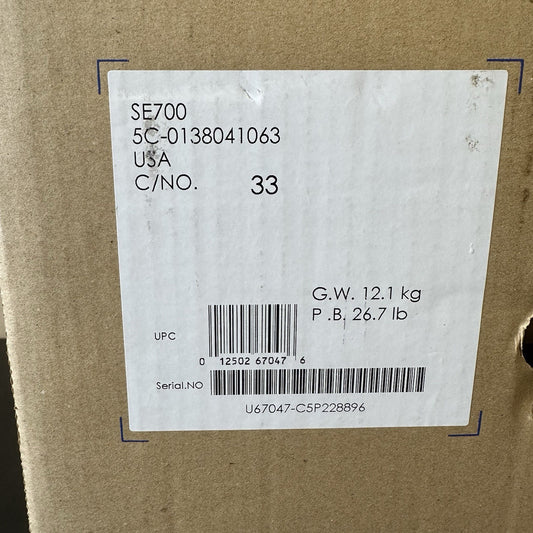 SE700
5C-0138041063
USA
C/NO. 33
G.W. 12.1 kg
P .B. 26.7 lb
UPC
0 12502 67047 6
Serial.NO
U67047-C5P228896